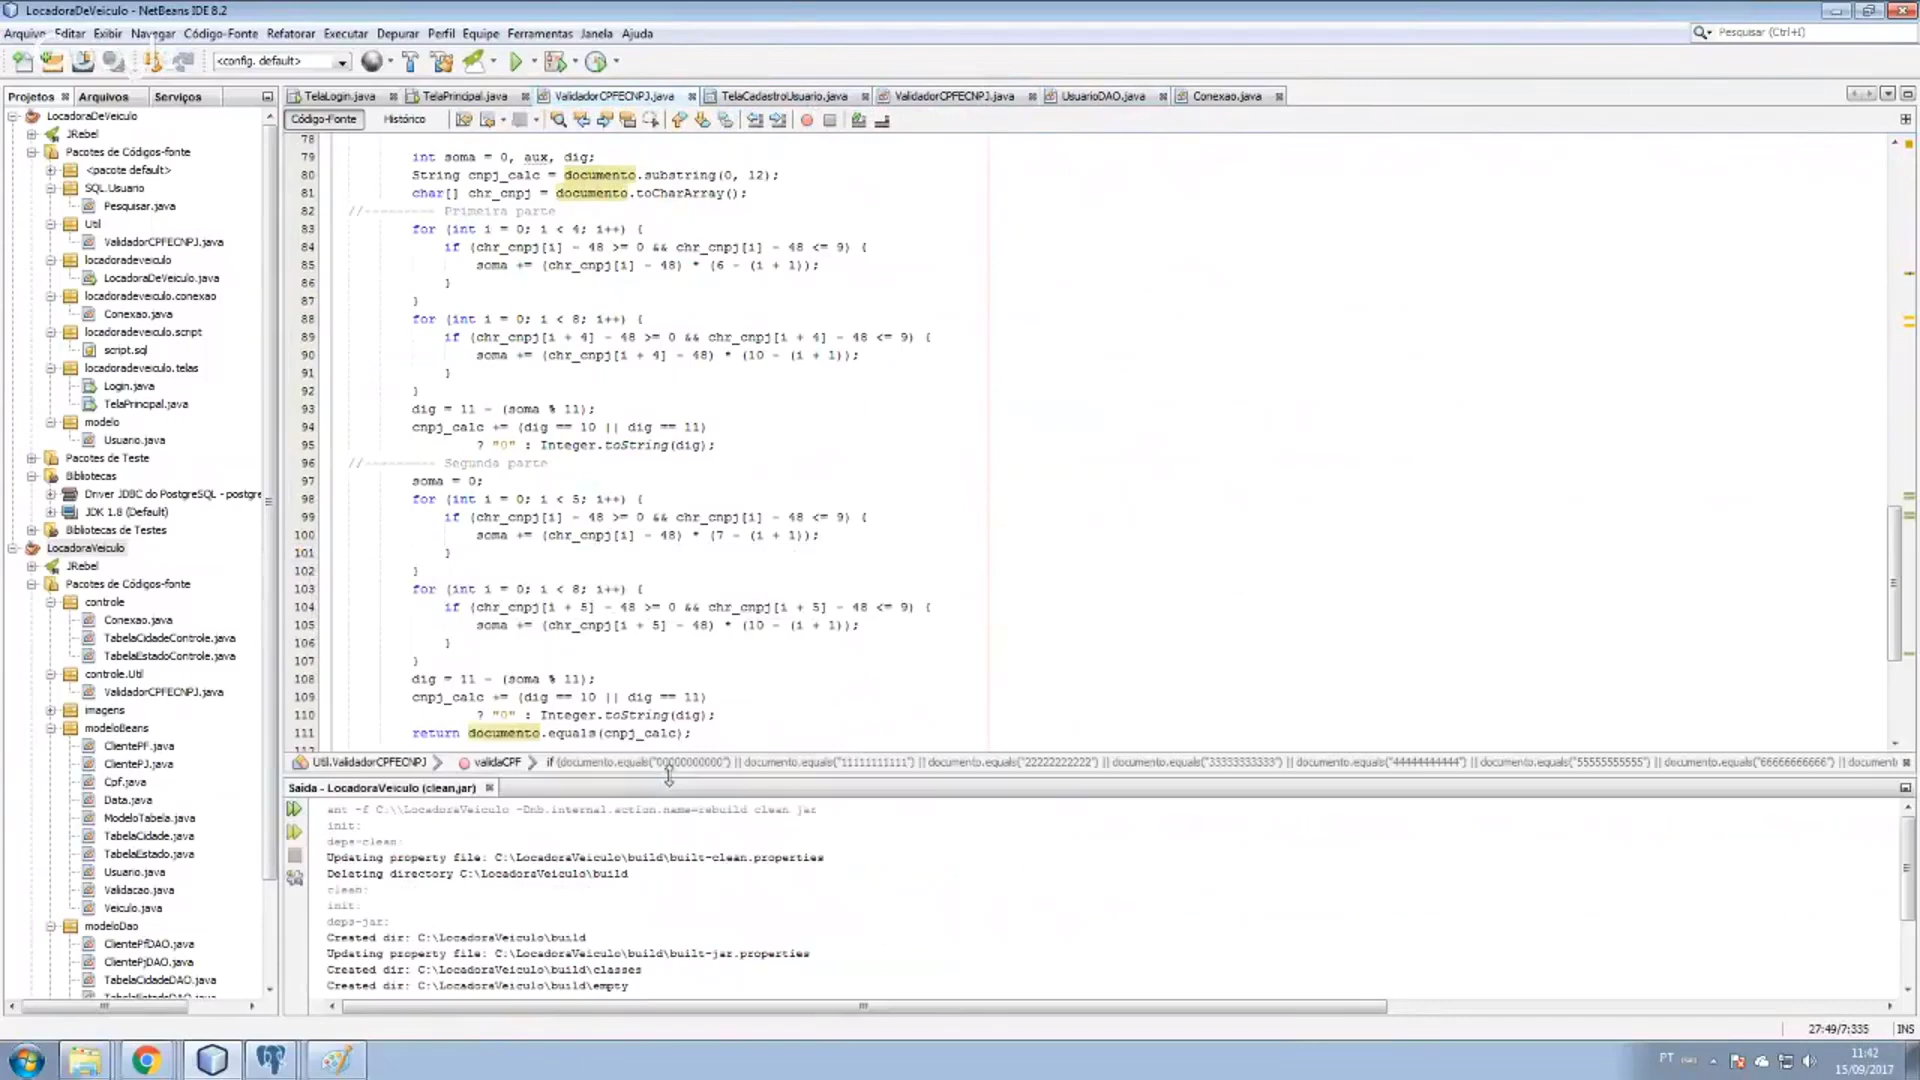 LocadoraDeVeiculo - NetBeans IDE 8.2
Arquivo Editar Exibir Navegar Código-Fonte Refatorar Executar Depurar Perfil Equipe Ferramentas Janela Ajuda
Pesquisar (Ctrl+I)
<config. default>
Projetos Arquivos Serviços
TelaLogin.java TelaPrincipal.java ValidadorCPFECNPJ.java TelaCadastroUsuario.java ValidadorCPFECNPJ.java UsuarioDAO.java Conexao.java
Código-Fonte Histórico
LocadoraDeVeiculo
JRebel
Pacotes de Códigos-fonte
<pacote default>
SQL.Usuario
Pesquisar.java
Util
ValidadorCPFECNPJ.java
locadoradeveiculo
LocadoraDeVeiculo.java
locadoradeveiculo.conexao
Conexao.java
locadoradeveiculo.script
script.sql
locadoradeveiculo.telas
Login.java
TelaPrincipal.java
modelo
Usuario.java
Pacotes de Teste
Bibliotecas
Driver JDBC do PostgreSQL - postgre
JDK 1.8 (Default)
Bibliotecas de Testes
LocadoraVeiculo
JRebel
Pacotes de Códigos-fonte
controle
Conexao.java
TabelaCidadeControle.java
TabelaEstadoControle.java
controle.Util
ValidadorCPFECNPJ.java
imagens
modeloBeans
ClientePF.java
ClientePJ.java
Cpf.java
Data.java
ModeloTabela.java
TabelaCidade.java
TabelaEstado.java
Usuario.java
Validacao.java
Veiculo.java
modeloDao
ClientePfDAO.java
ClientePjDAO.java
TabelaCidadeDAO.java
TabelaEstadoDAO.java
78
79 int soma = 0, aux, dig;
80 String cnpj_calc = documento.substring(0, 12);
81 char[] chr_cnpj = documento.toCharArray();
82 //--------- Primeira parte
83 for (int i = 0; i < 4; i++) {
84 if (chr_cnpj[i] - 48 >= 0 && chr_cnpj[i] - 48 <= 9) {
85 soma += (chr_cnpj[i] - 48) * (6 - (i + 1));
86 }
87 }
88 for (int i = 0; i < 8; i++) {
89 if (chr_cnpj[i + 4] - 48 >= 0 && chr_cnpj[i + 4] - 48 <= 9) {
90 soma += (chr_cnpj[i + 4] - 48) * (10 - (i + 1));
91 }
92 }
93 dig = 11 - (soma % 11);
94 cnpj_calc += (dig == 10 || dig == 11)
95 ? "0" : Integer.toString(dig);
96 //--------- Segunda parte
97 soma = 0;
98 for (int i = 0; i < 5; i++) {
99 if (chr_cnpj[i] - 48 >= 0 && chr_cnpj[i] - 48 <= 9) {
100 soma += (chr_cnpj[i] - 48) * (7 - (i + 1));
101 }
102 }
103 for (int i = 0; i < 8; i++) {
104 if (chr_cnpj[i + 5] - 48 >= 0 && chr_cnpj[i + 5] - 48 <= 9) {
105 soma += (chr_cnpj[i + 5] - 48) * (10 - (i + 1));
106 }
107 }
108 dig = 11 - (soma % 11);
109 cnpj_calc += (dig == 10 || dig == 11)
110 ? "0" : Integer.toString(dig);
111 return documento.equals(cnpj_calc);
Util.ValidadorCPFECNPJ validaCPF if (documento.equals("00000000000") || documento.equals("11111111111") || documento.equals("22222222222") || documento.equals("33333333333") || documento.equals("44444444444") || documento.equals("55555555555") || documento.equals("66666666666") || document
Saída - LocadoraVeiculo (clean,jar)
ant -f C:\\LocadoraVeiculo -Dnb.internal.action.name=rebuild clean jar
init:
deps-clean:
Updating property file: C:\LocadoraVeiculo\build\built-clean.properties
Deleting directory C:\LocadoraVeiculo\build
clean:
init:
deps-jar:
Created dir: C:\LocadoraVeiculo\build
Updating property file: C:\LocadoraVeiculo\build\built-jar.properties
Created dir: C:\LocadoraVeiculo\build\classes
Created dir: C:\LocadoraVeiculo\build\empty
27:49/7:335 INS
PT 11:42
15/09/2017